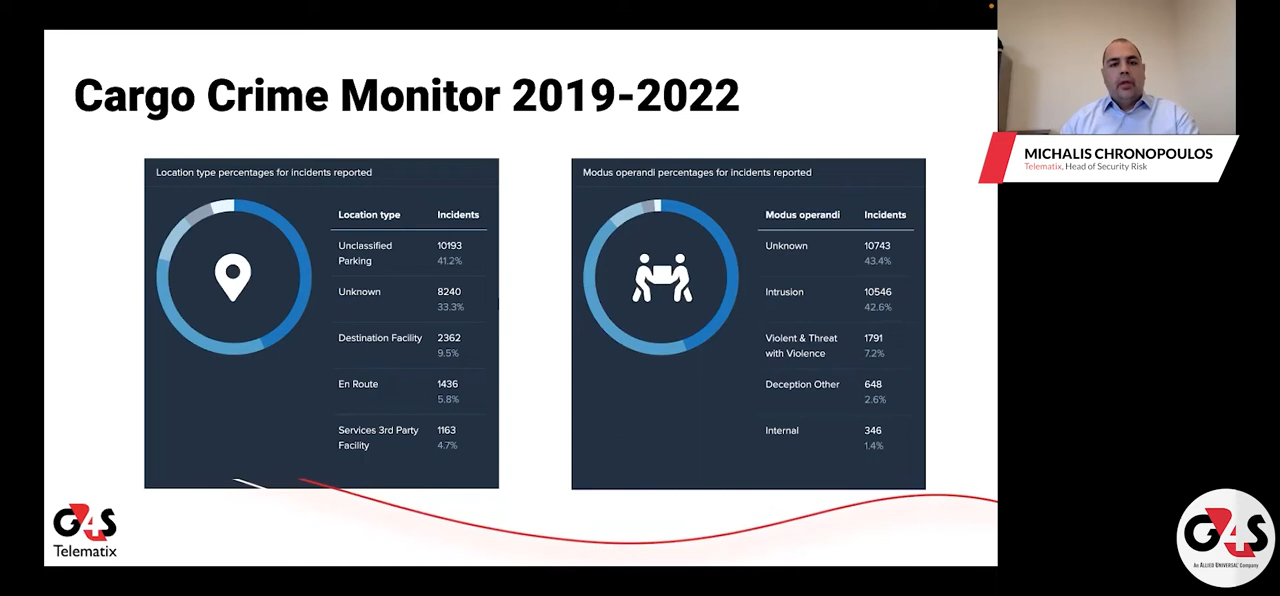 Cargo Crime Monitor 2019-2022
MICHALIS CHRONOPOULOS
Telematix, Head of Security Risk
Location type percentages for incidents reported
Location type Incidents
Unclassified Parking 10193
41.2%
Unknown 8240
33.3%
Destination Facility 2362
9.5%
En Route 1436
5.8%
Services 3rd Party Facility 1163
4.7%
Modus operandi percentages for incidents reported
Modus operandi Incidents
Unknown 10743
43.4%
Intrusion 10546
42.6%
Violent & Threat with Violence 1791
7.2%
Deception Other 648
2.6%
Internal 346
1.4%
G4S
Telematix
G4S
An ALLIED UNIVERSAL Company